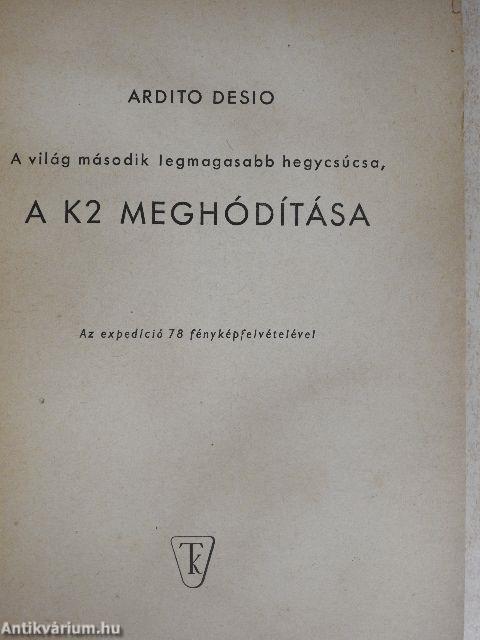 ARDITO DESIO
A világ második legmagasabb hegycsúcsa,
A K2 MEGHÓDÍTÁSA
Az expedíció 78 fényképfelvételével
TK
Antikvárium.hu